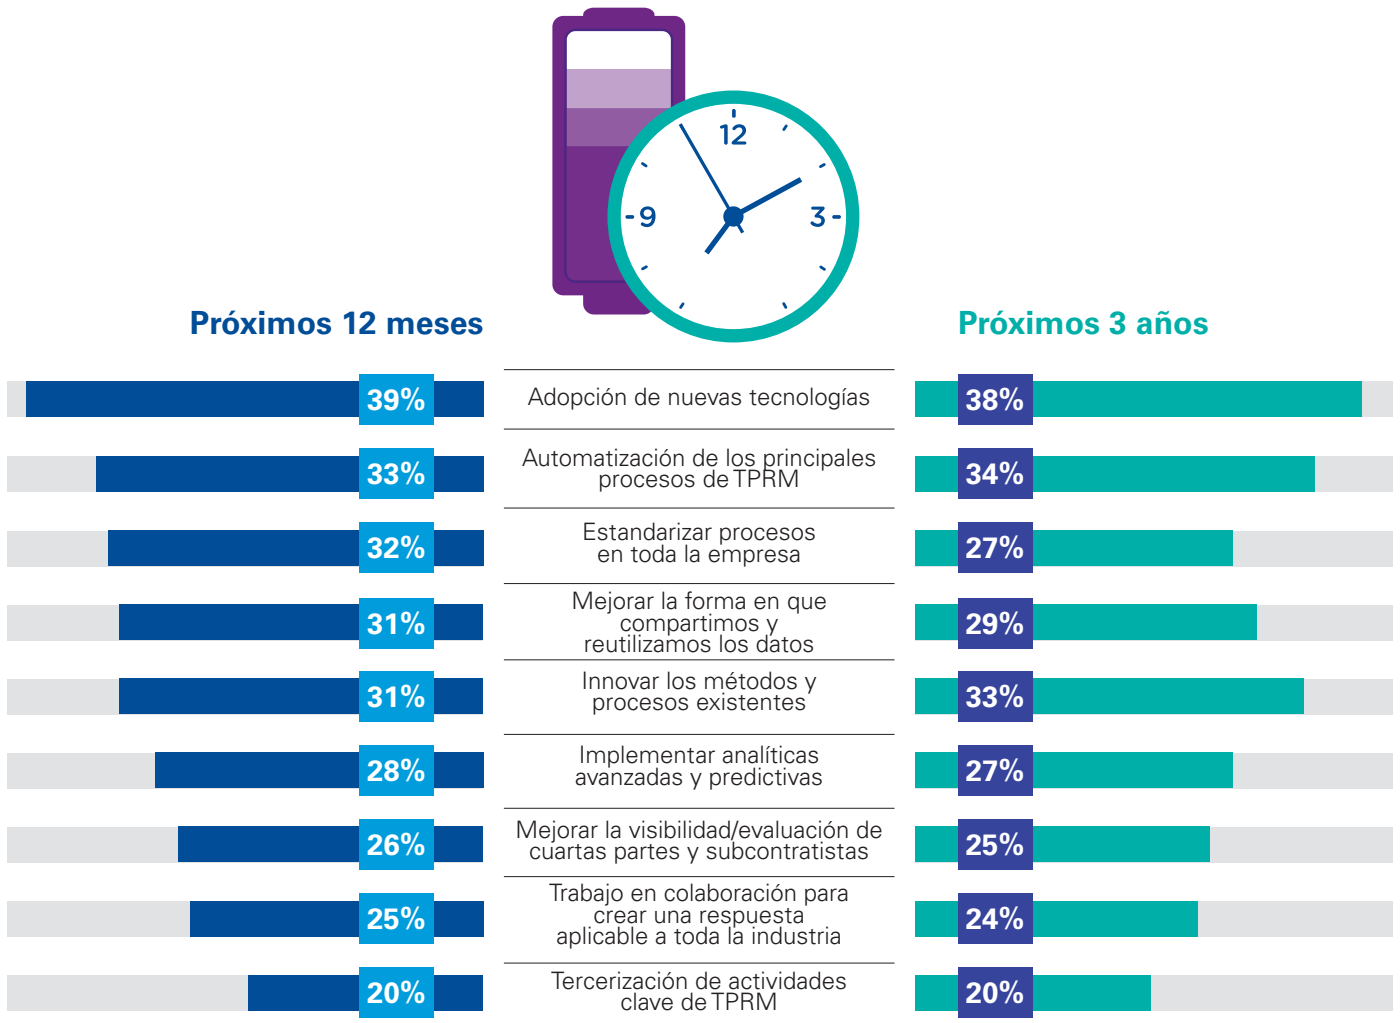 12
9
3
Próximos 12 meses
Próximos 3 años
39%
Adopción de nuevas tecnologías
38%
33%
Automatización de los principales
procesos de TPRM
34%
32%
Estandarizar procesos
en toda la empresa
27%
31%
Mejorar la forma en que
compartimos y
reutilizamos los datos
29%
31%
Innovar los métodos y
procesos existentes
33%
28%
Implementar analíticas
avanzadas y predictivas
27%
26%
Mejorar la visibilidad/evaluación de
cuartas partes y subcontratistas
25%
25%
Trabajo en colaboración para
crear una respuesta
aplicable a toda la industria
24%
20%
Tercerización de actividades
clave de TPRM
20%